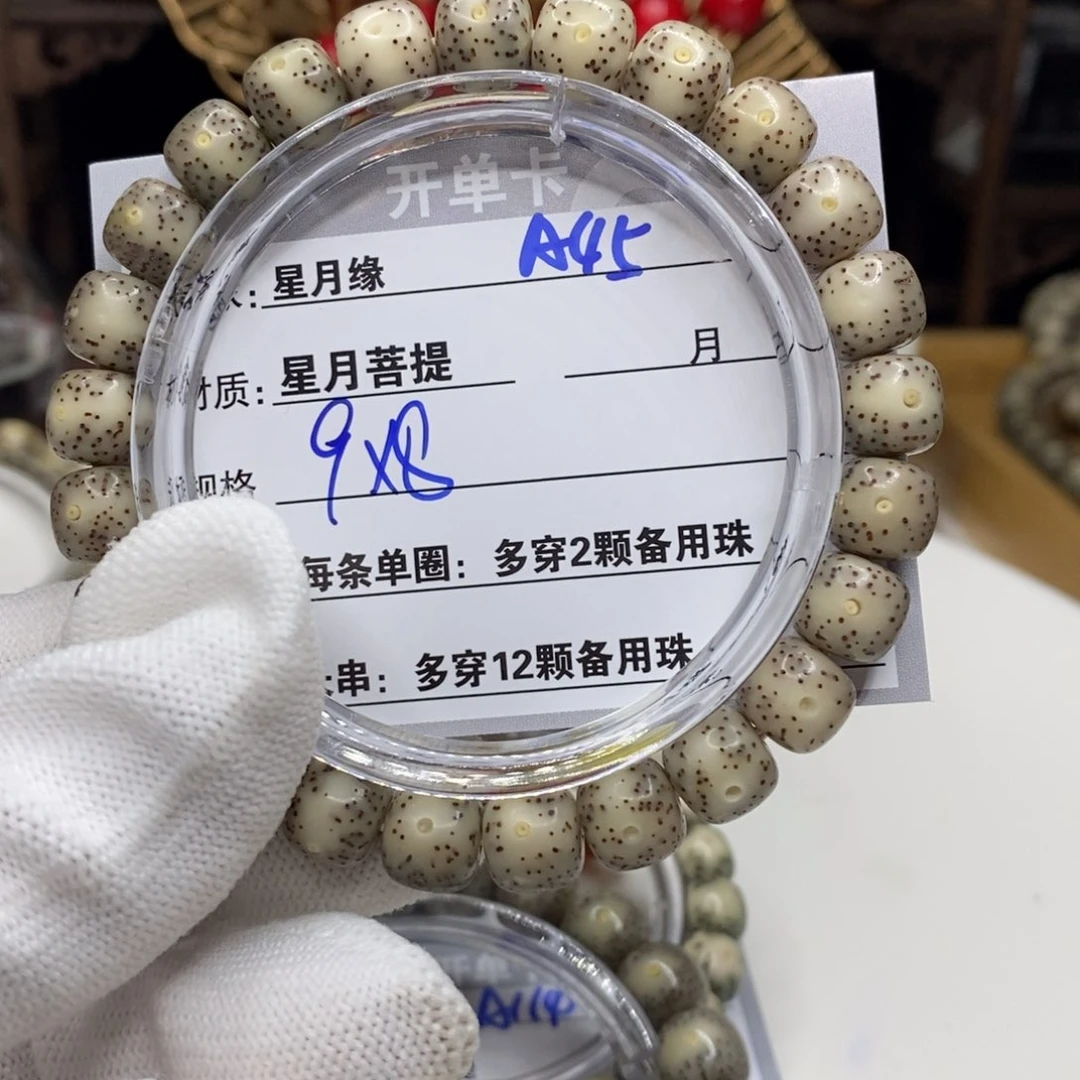 开单卡
A45
星月缘
材质：星月菩提
月
规格
9x8
每条单圈：多穿2颗备用珠
串：多穿12颗备用珠
A114